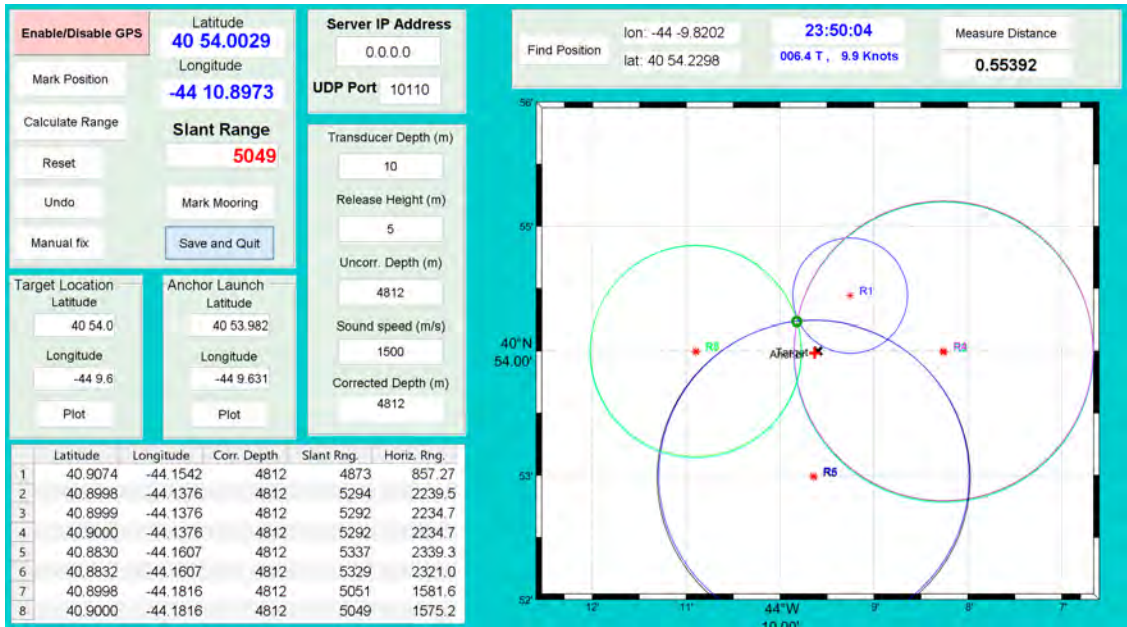 Enable/Disable GPS
Latitude
40 54.0029
Longitude
-44 10.8973
Mark Position
Calculate Range
Slant Range
5049
Reset
Undo
Mark Mooring
Manual fix
Save and Quit
Server IP Address
0.0.0.0
UDP Port 10110
Transducer Depth (m)
10
Release Height (m)
5
Uncorr. Depth (m)
4812
Sound speed (m/s)
1500
Corrected Depth (m)
4812
Target Location
Latitude
40 54.0
Longitude
-44 9.6
Plot
Anchor Launch
Latitude
40 53.982
Longitude
-44 9.631
Plot
Latitude Longitude Corr. Depth Slant Rng. Horiz. Rng.
1 40.9074 -44.1542 4812 4873 857.27
2 40.8998 -44.1376 4812 5294 2239.5
3 40.8999 -44.1376 4812 5292 2234.7
4 40.9000 -44.1376 4812 5292 2234.7
5 40.8830 -44.1607 4812 5337 2339.3
6 40.8832 -44.1607 4812 5329 2321.0
7 40.8998 -44.1816 4812 5051 1581.6
8 40.9000 -44.1816 4812 5049 1575.2
Find Position
lon: -44 -9.8202
lat: 40 54.2298
23:50:04
006.4 T , 9.9 Knots
Measure Distance
0.55392
56'
55'
40°N
54.00'
53'
52'
R1
Target
12'
11'
44°W
10.00'
9'
8'
7'